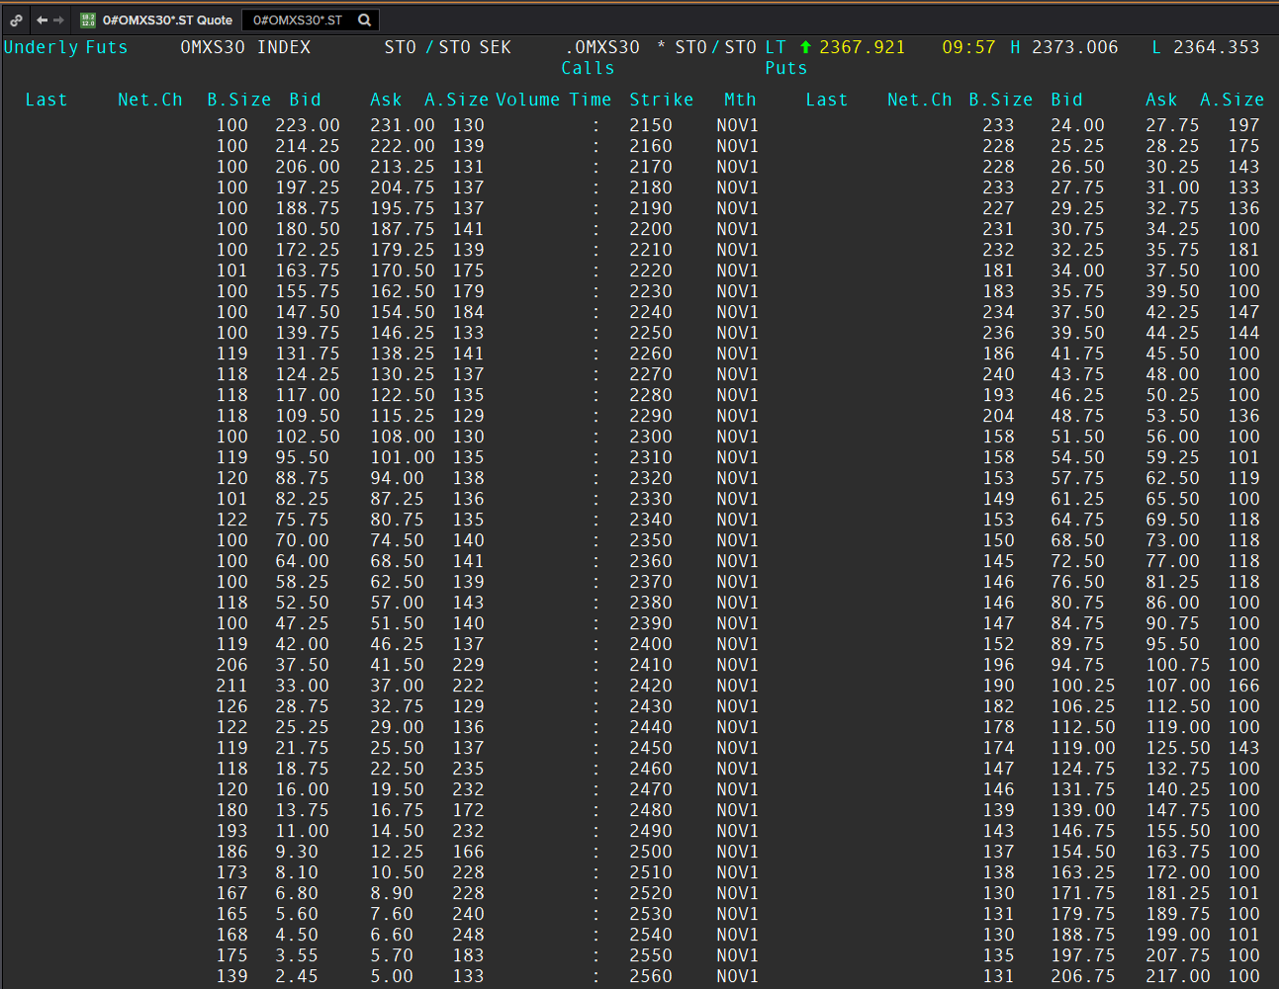 0#OMXS30*.ST Quote 0#OMXS30*.ST
Underly Futs OMXS30 INDEX STO / STO SEK .OMXS30 * STO / STO LT 2367.921 09:57 H 2373.006 L 2364.353
Calls Puts
Last Net.Ch B.Size Bid Ask A.Size Volume Time Strike Mth Last Net.Ch B.Size Bid Ask A.Size
100 223.00 231.00 130 : 2150 NOV1 233 24.00 27.75 197
100 214.25 222.00 139 : 2160 NOV1 228 25.25 28.25 175
100 206.00 213.25 131 : 2170 NOV1 228 26.50 30.25 143
100 197.25 204.75 137 : 2180 NOV1 233 27.75 31.00 133
100 188.75 195.75 137 : 2190 NOV1 227 29.25 32.75 136
100 180.50 187.75 141 : 2200 NOV1 231 30.75 34.25 100
100 172.25 179.25 139 : 2210 NOV1 232 32.25 35.75 181
101 163.75 170.50 175 : 2220 NOV1 181 34.00 37.50 100
100 155.75 162.50 179 : 2230 NOV1 183 35.75 39.50 100
100 147.50 154.50 184 : 2240 NOV1 234 37.50 42.25 147
100 139.75 146.25 133 : 2250 NOV1 236 39.50 44.25 144
119 131.75 138.25 141 : 2260 NOV1 186 41.75 45.50 100
118 124.25 130.25 137 : 2270 NOV1 240 43.75 48.00 100
118 117.00 122.50 135 : 2280 NOV1 193 46.25 50.25 100
118 109.50 115.25 129 : 2290 NOV1 204 48.75 53.50 136
100 102.50 108.00 130 : 2300 NOV1 158 51.50 56.00 100
119 95.50 101.00 135 : 2310 NOV1 158 54.50 59.25 101
120 88.75 94.00 138 : 2320 NOV1 153 57.75 62.50 119
101 82.25 87.25 136 : 2330 NOV1 149 61.25 65.50 100
122 75.75 80.75 135 : 2340 NOV1 153 64.75 69.50 118
100 70.00 74.50 140 : 2350 NOV1 150 68.50 73.00 118
100 64.00 68.50 141 : 2360 NOV1 145 72.50 77.00 118
100 58.25 62.50 139 : 2370 NOV1 146 76.50 81.25 118
118 52.50 57.00 143 : 2380 NOV1 146 80.75 86.00 100
100 47.25 51.50 140 : 2390 NOV1 147 84.75 90.75 100
119 42.00 46.25 137 : 2400 NOV1 152 89.75 95.50 100
206 37.50 41.50 229 : 2410 NOV1 196 94.75 100.75 100
211 33.00 37.00 222 : 2420 NOV1 190 100.25 107.00 166
126 28.75 32.75 129 : 2430 NOV1 182 106.25 112.50 100
122 25.25 29.00 136 : 2440 NOV1 178 112.50 119.00 100
119 21.75 25.50 137 : 2450 NOV1 174 119.00 125.50 143
118 18.75 22.50 235 : 2460 NOV1 147 124.75 132.75 100
120 16.00 19.50 232 : 2470 NOV1 146 131.75 140.25 100
180 13.75 16.75 172 : 2480 NOV1 139 139.00 147.75 100
193 11.00 14.50 232 : 2490 NOV1 143 146.75 155.50 100
186 9.30 12.25 166 : 2500 NOV1 137 154.50 163.75 100
173 8.10 10.50 228 : 2510 NOV1 138 163.25 172.00 100
167 6.80 8.90 228 : 2520 NOV1 130 171.75 181.25 101
165 5.60 7.60 240 : 2530 NOV1 131 179.75 189.75 100
168 4.50 6.60 248 : 2540 NOV1 130 188.75 199.00 101
175 3.55 5.70 183 : 2550 NOV1 135 197.75 207.75 100
139 2.45 5.00 133 : 2560 NOV1 131 206.75 217.00 100